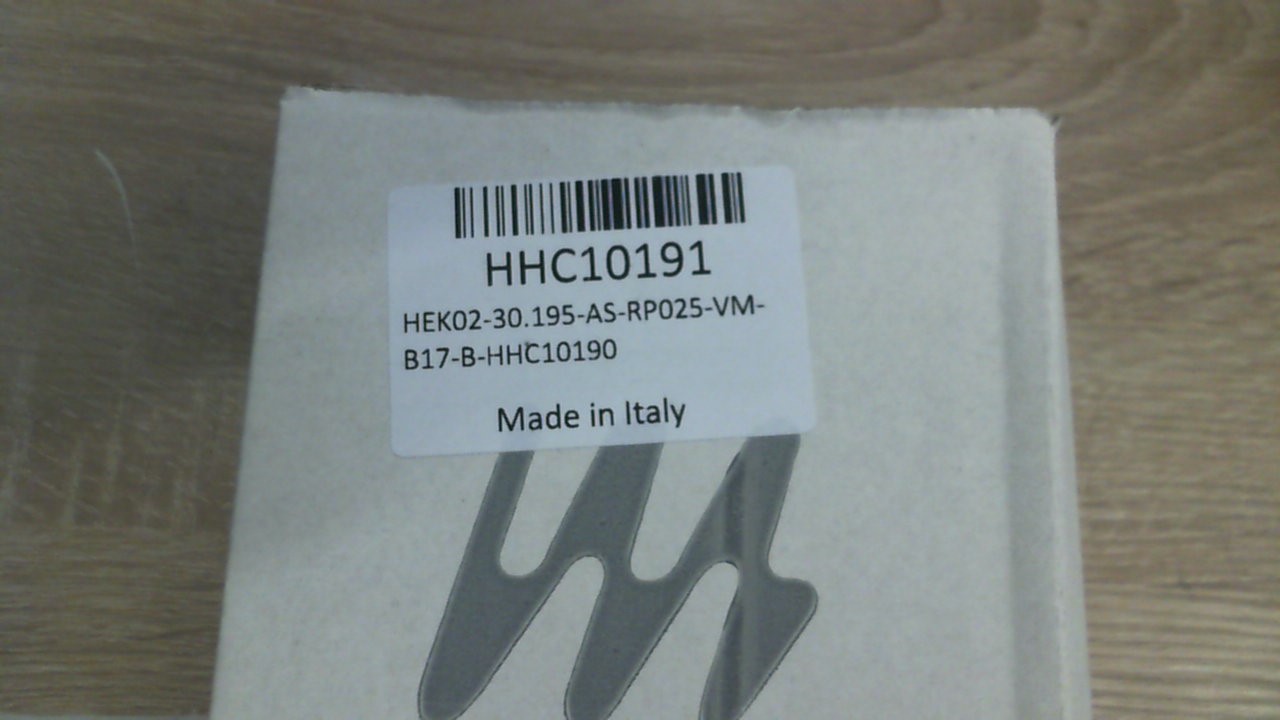 HHC10191
HEK02-30.195-AS-RP025-VM-
B17-B-HHC10190
Made in Italy